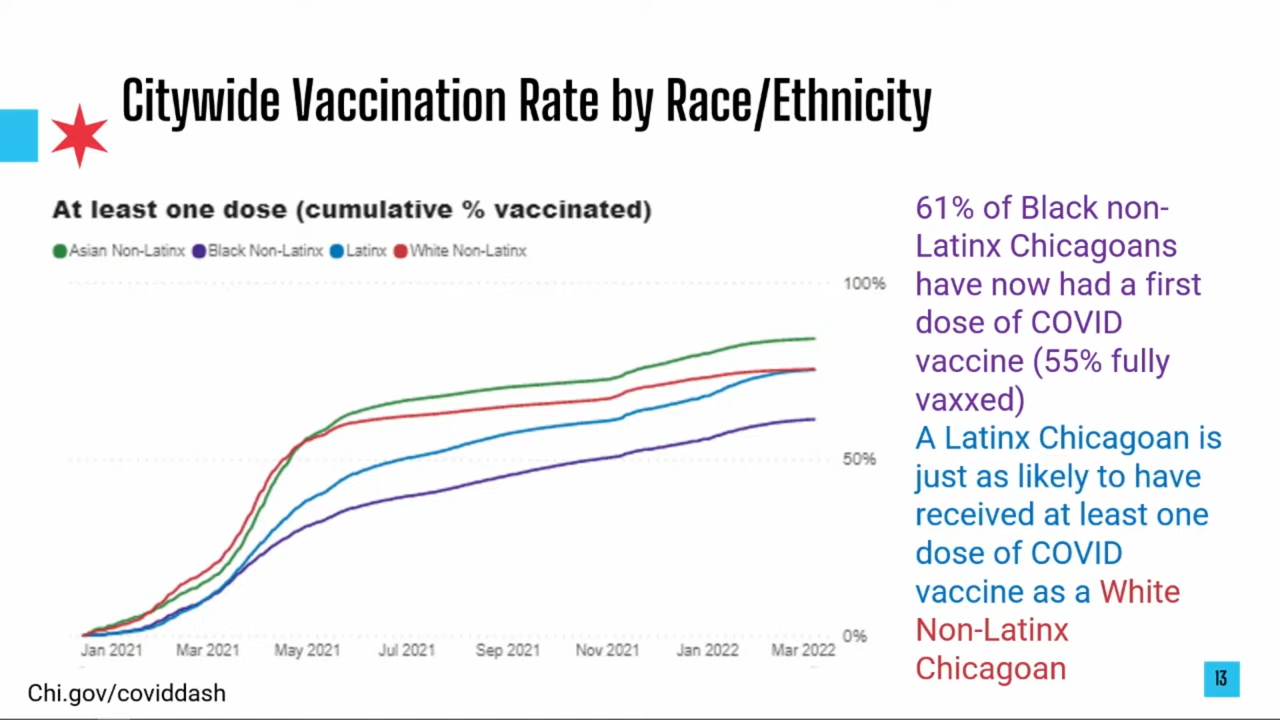 Citywide Vaccination Rate by Race/Ethnicity
At least one dose (cumulative % vaccinated)
Asian Non-Latinx Black Non-Latinx Latinx White Non-Latinx
100%
50%
0%
Jan 2021 Mar 2021 May 2021 Jul 2021 Sep 2021 Nov 2021 Jan 2022 Mar 2022
61% of Black non-
Latinx Chicagoans
have now had a first
dose of COVID
vaccine (55% fully
vaxxed)
A Latinx Chicagoan is
just as likely to have
received at least one
dose of COVID
vaccine as a White
Non-Latinx
Chicagoan
Chi.gov/coviddash
13